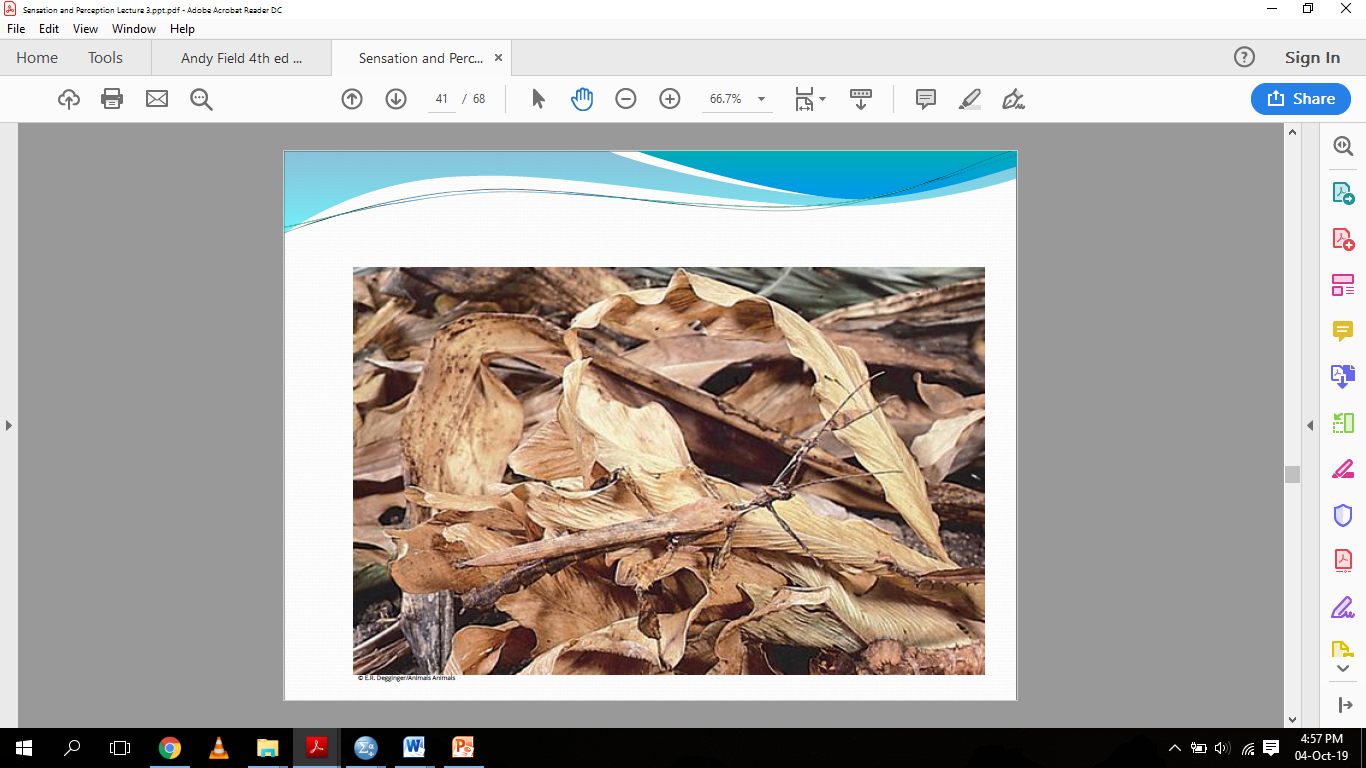 Sensation and Perception Lecture 3.ppt.pdf - Adobe Acrobat Reader DC
File Edit View Window Help
Home Tools Andy Field 4th ed ... Sensation and Perc... Sign In
41 / 68 66.7% Share
© E.R. Degginger/Animals Animals
4:57 PM
04-Oct-19